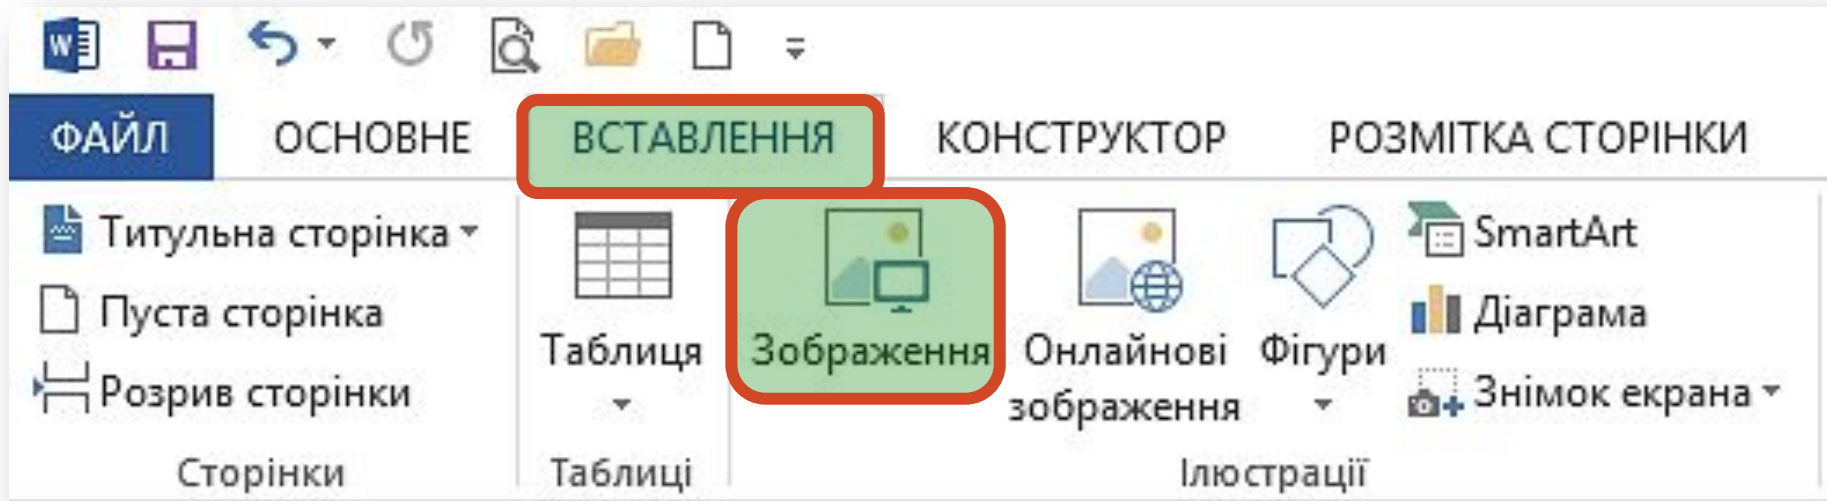 W
ФАЙЛ ОСНОВНЕ ВСТАВЛЕННЯ КОНСТРУКТОР РОЗМІТКА СТОРІНКИ
Титульна сторінка
Пуста сторінка
Розрив сторінки
Сторінки
Таблиця
Таблиці
Зображення
Онлайнові
зображення
Фігури
SmartArt
Діаграма
Знімок екрана
Ілюстрації